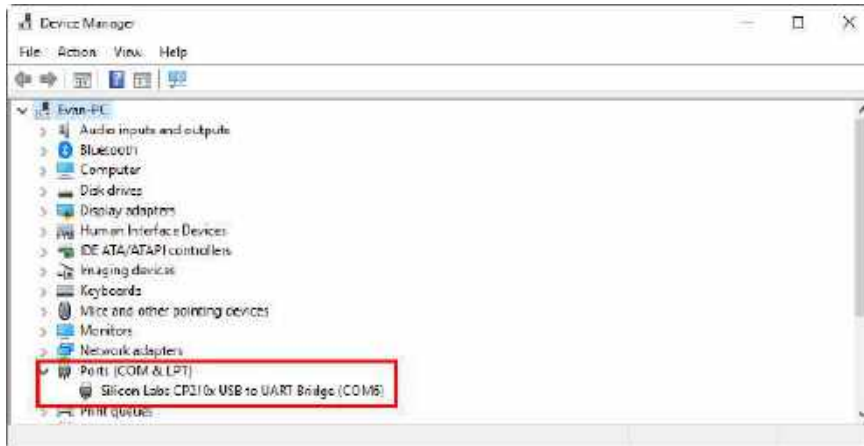 Device Manager
File Action View Help
Evan-PC
Audio inputs and outputs
Bluetooth
Computer
Disk drives
Display adapters
Human Interface Devices
IDE ATA/ATAPI controllers
Imaging devices
Keyboards
Mice and other pointing devices
Monitors
Network adapters
Ports (COM & LPT)
Silicon Labs CP210x USB to UART Bridge (COM6)
Print queues